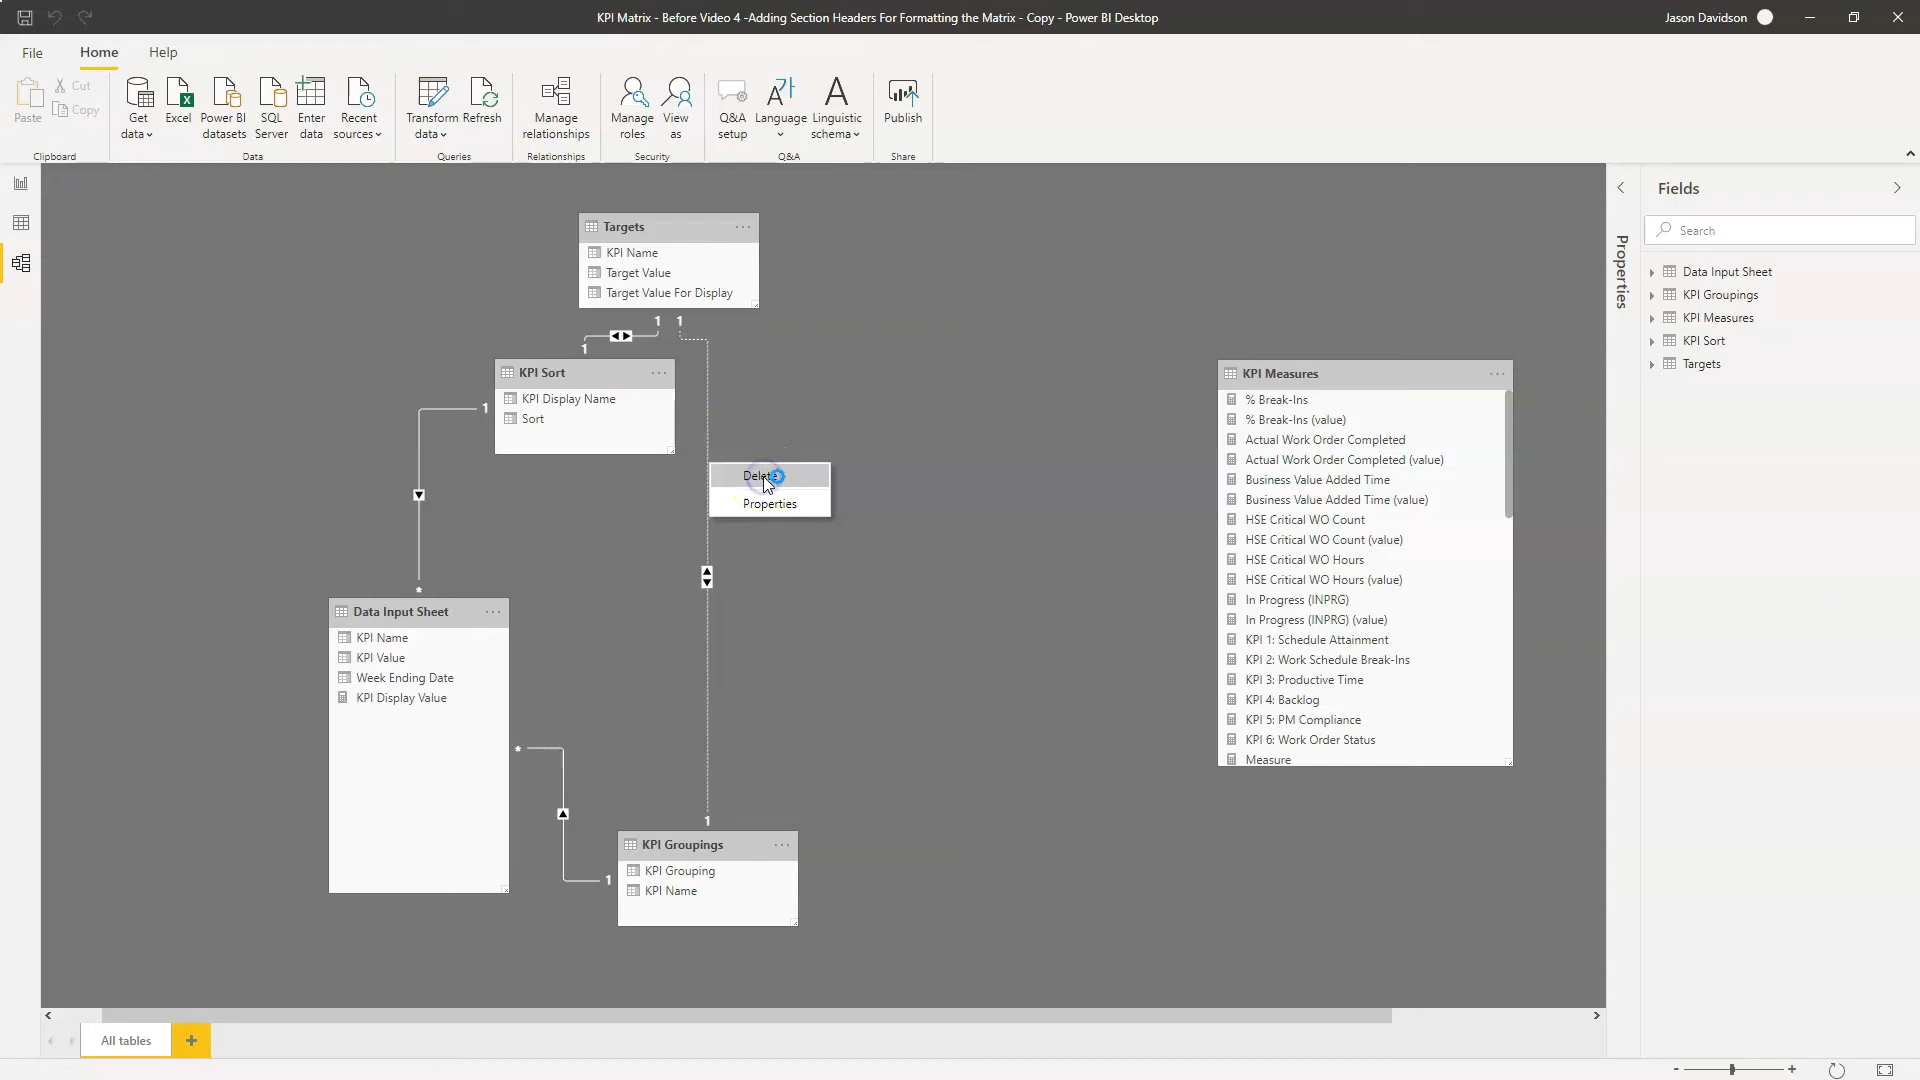 KPI Matrix - Before Video 4 -Adding Section Headers For Formatting the Matrix - Copy - Power BI Desktop
Jason Davidson
File
Home
Help
Paste
Cut
Copy
Clipboard
Get data
Excel
Power BI datasets
SQL Server
Enter data
Recent sources
Data
Transform data
Refresh
Queries
Manage relationships
Relationships
Manage roles
View as
Security
Q&A setup
Language
Linguistic schema
Q&A
Publish
Share
Targets
KPI Name
Target Value
Target Value For Display
1
1
1
KPI Sort
KPI Display Name
Sort
1
*
Delete
Properties
Data Input Sheet
KPI Name
KPI Value
Week Ending Date
KPI Display Value
*
1
1
KPI Groupings
KPI Grouping
KPI Name
KPI Measures
% Break-Ins
% Break-Ins (value)
Actual Work Order Completed
Actual Work Order Completed (value)
Business Value Added Time
Business Value Added Time (value)
HSE Critical WO Count
HSE Critical WO Count (value)
HSE Critical WO Hours
HSE Critical WO Hours (value)
In Progress (INPRG)
In Progress (INPRG) (value)
KPI 1: Schedule Attainment
KPI 2: Work Schedule Break-Ins
KPI 3: Productive Time
KPI 4: Backlog
KPI 5: PM Compliance
KPI 6: Work Order Status
Measure
Properties
Fields
Search
Data Input Sheet
KPI Groupings
KPI Measures
KPI Sort
Targets
All tables